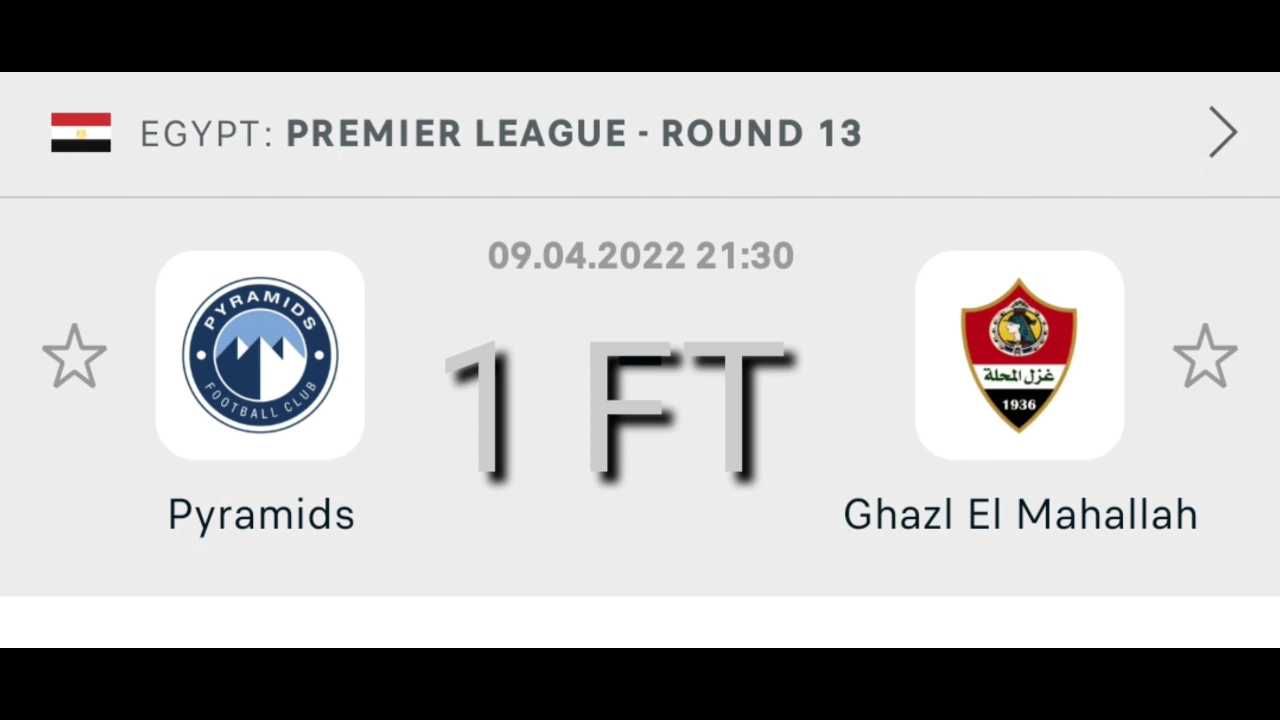 EGYPT: PREMIER LEAGUE - ROUND 13
09.04.2022 21:30
PYRAMIDS
FOOTBALL CLUB
1 FT
غزل المحلة
1936
Pyramids
Ghazl El Mahallah